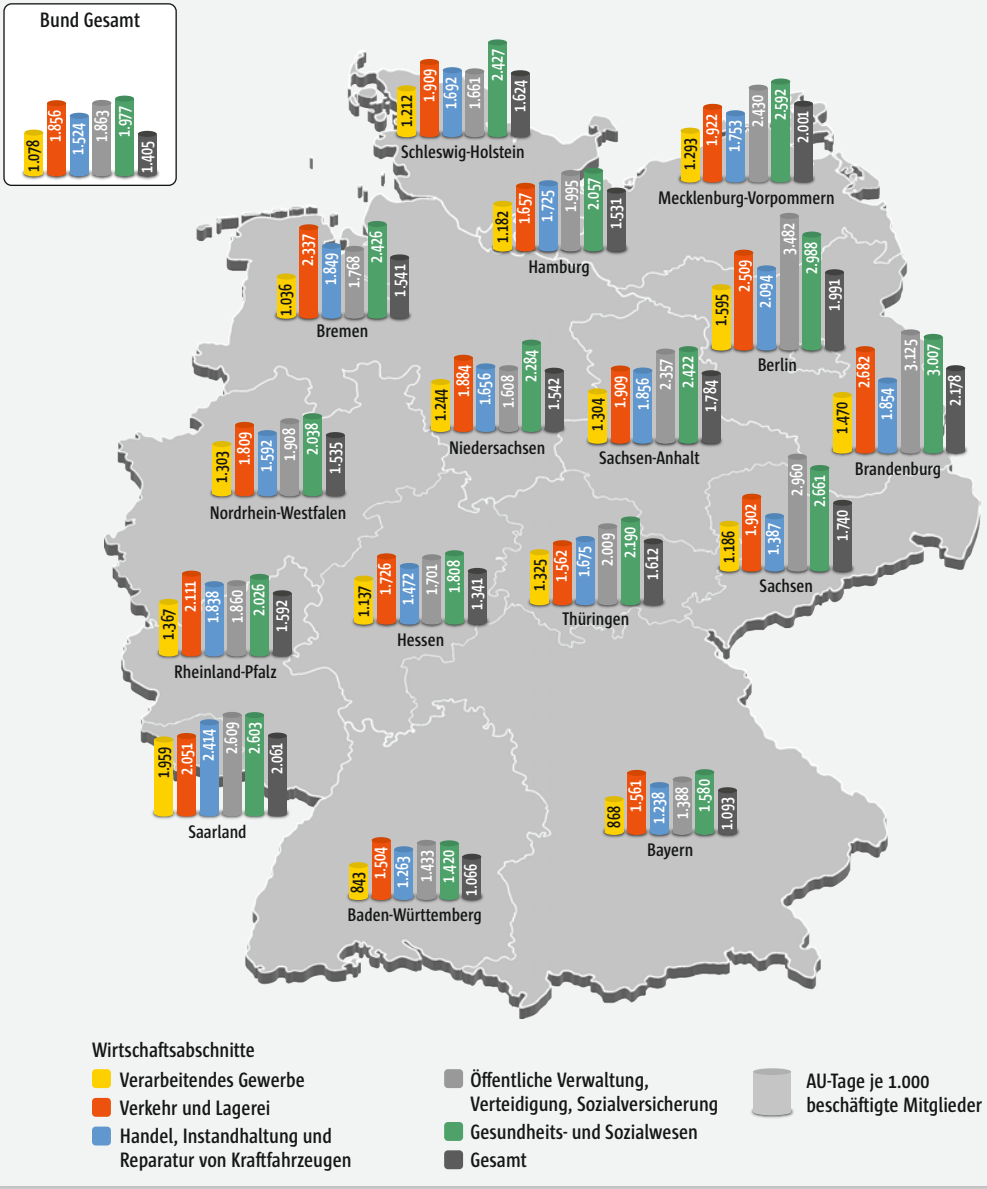 Bund Gesamt
1.078 1.856 1.524 1.863 1.977 1.405
1.212 1.909 1.692 1.661 2.427 1.624
Schleswig-Holstein
1.293 1.922 1.753 2.430 2.592 2.001
Mecklenburg-Vorpommern
1.182 1.657 1.725 1.995 2.057 1.531
Hamburg
1.036 2.337 1.849 1.768 2.426 1.541
Bremen
1.595 2.509 2.094 3.482 2.988 1.991
Berlin
1.244 1.884 1.656 1.608 2.284 1.542
Niedersachsen
1.304 1.909 1.856 2.357 2.422 1.784
Sachsen-Anhalt
1.470 2.682 1.854 3.125 3.007 2.178
Brandenburg
1.303 1.809 1.592 1.908 2.038 1.535
Nordrhein-Westfalen
1.186 1.902 1.387 2.960 2.661 1.740
Sachsen
1.325 1.562 1.675 2.009 2.190 1.612
Thüringen
1.137 1.726 1.472 1.701 1.808 1.341
Hessen
1.367 2.111 1.838 1.860 2.026 1.592
Rheinland-Pfalz
1.959 2.051 2.414 2.609 2.603 2.061
Saarland
868 1.561 1.238 1.388 1.580 1.093
Bayern
843 1.504 1.263 1.433 1.420 1.066
Baden-Württemberg
Wirtschaftsabschnitte
Verarbeitendes Gewerbe
Verkehr und Lagerei
Handel, Instandhaltung und
Reparatur von Kraftfahrzeugen
Öffentliche Verwaltung,
Verteidigung, Sozialversicherung
Gesundheits- und Sozialwesen
Gesamt
AU-Tage je 1.000
beschäftigte Mitglieder